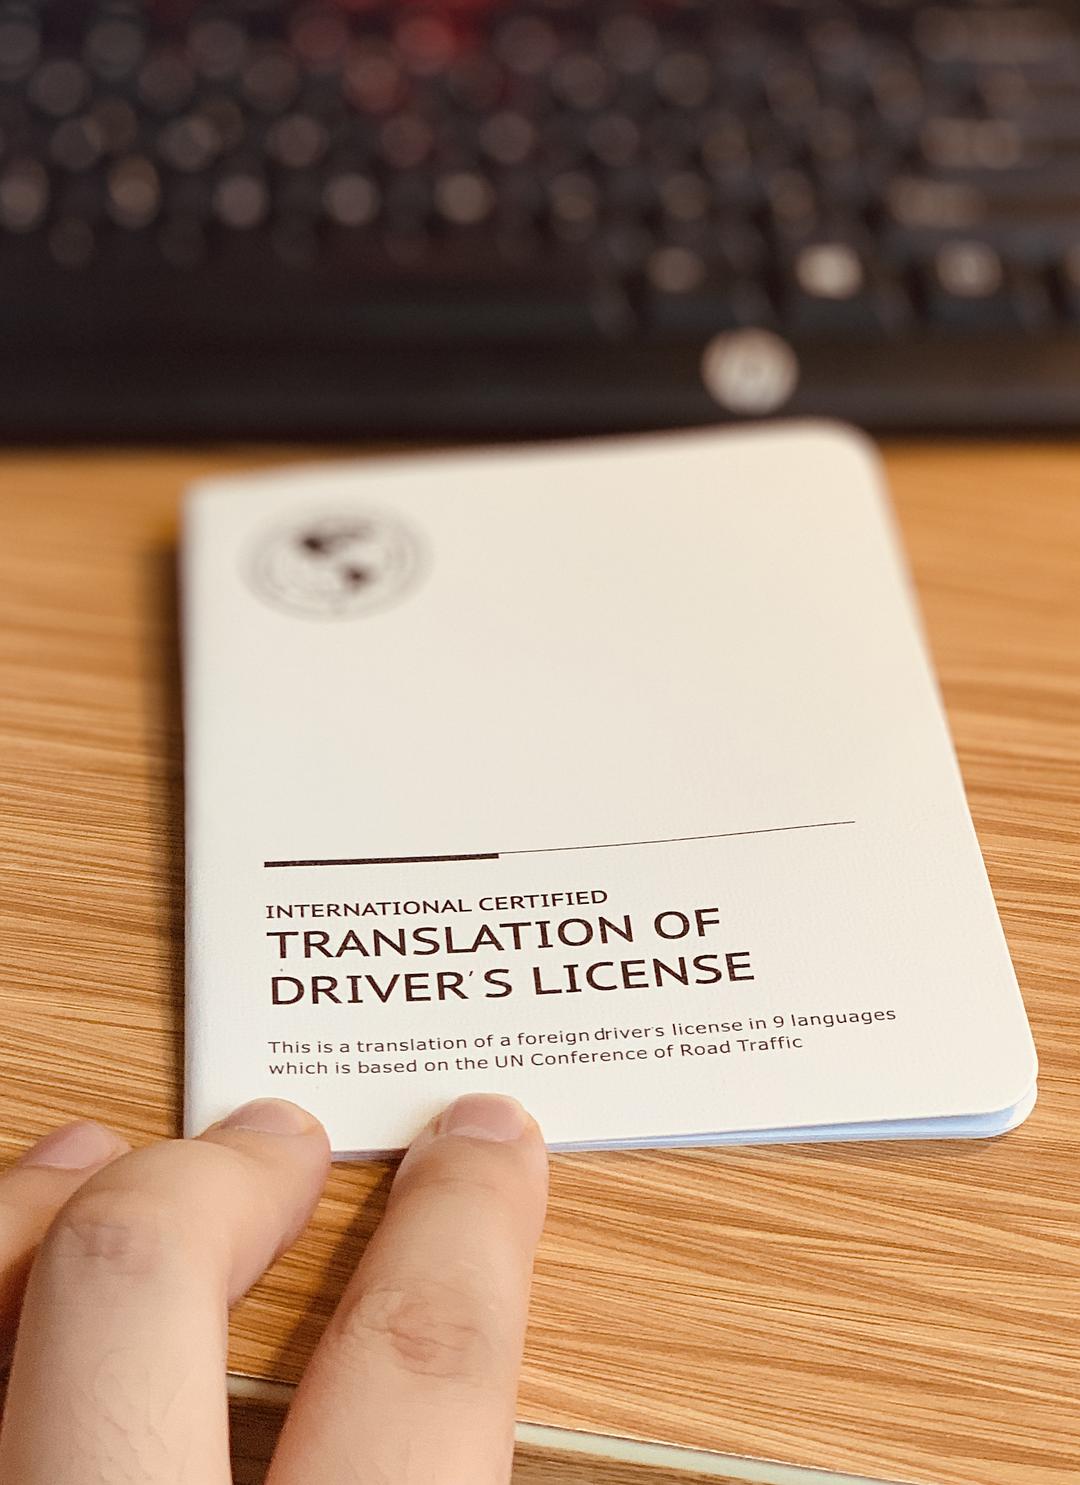 INTERNATIONAL CERTIFIED
TRANSLATION OF
DRIVER'S LICENSE
This is a translation of a foreign driver's license in 9 languages
which is based on the UN Conference of Road Traffic